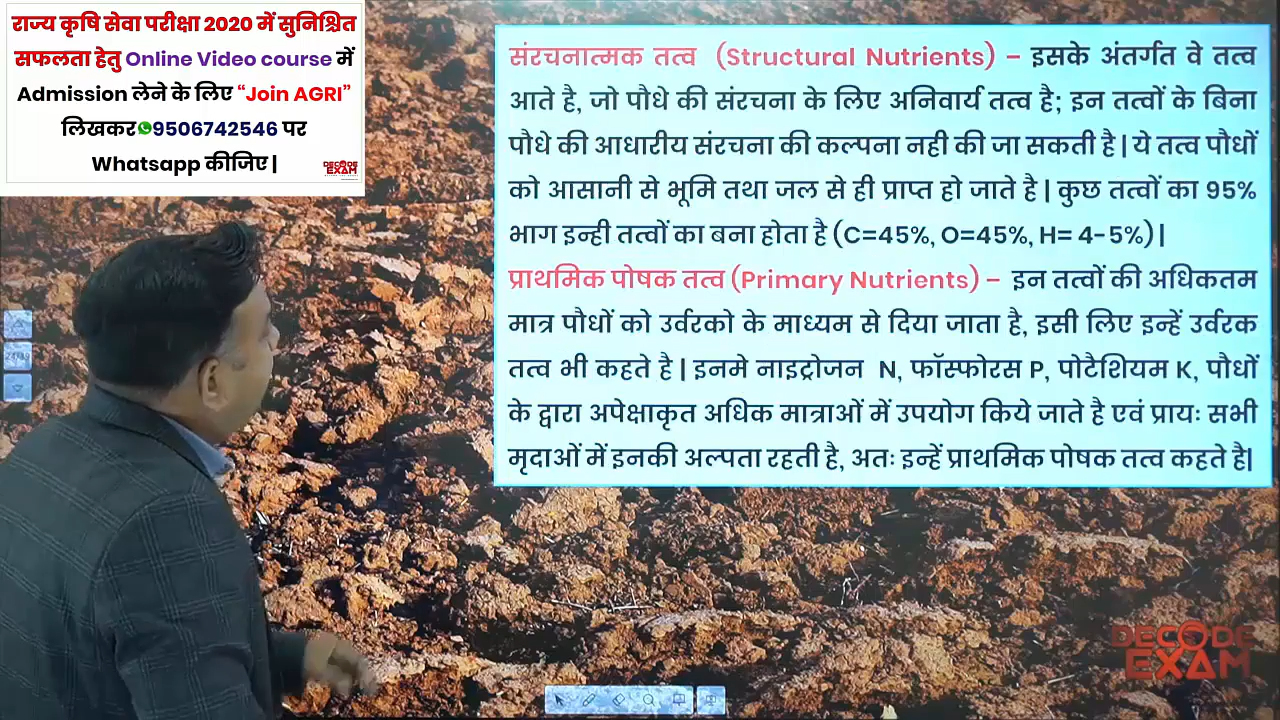 राज्य कृषि सेवा परीक्षा 2020 में सुनिश्चित
सफलता हेतु Online Video course में
Admission लेने के लिए “Join AGRI”
लिखकर 9506742546 पर
Whatsapp कीजिए |
DECODE
EXAM
संरचनात्मक तत्व (Structural Nutrients) – इसके अंतर्गत वे तत्व
आते है, जो पौधे की संरचना के लिए अनिवार्य तत्व है; इन तत्वों के बिना
पौधे की आधारीय संरचना की कल्पना नही की जा सकती है | ये तत्व पौधों
को आसानी से भूमि तथा जल से ही प्राप्त हो जाते है | कुछ तत्वों का 95%
भाग इन्ही तत्वों का बना होता है (C=45%, O=45%, H= 4-5%) |
प्राथमिक पोषक तत्व (Primary Nutrients) – इन तत्वों की अधिकतम
मात्र पौधों को उर्वरको के माध्यम से दिया जाता है, इसी लिए इन्हें उर्वरक
तत्व भी कहते है | इनमे नाइट्रोजन N, फॉस्फोरस P, पोटैशियम K, पौधों
के द्वारा अपेक्षाकृत अधिक मात्राओं में उपयोग किये जाते है एवं प्रायः सभी
मृदाओं में इनकी अल्पता रहती है, अतः इन्हें प्राथमिक पोषक तत्व कहते है|
24/49
DECODE
EXAM